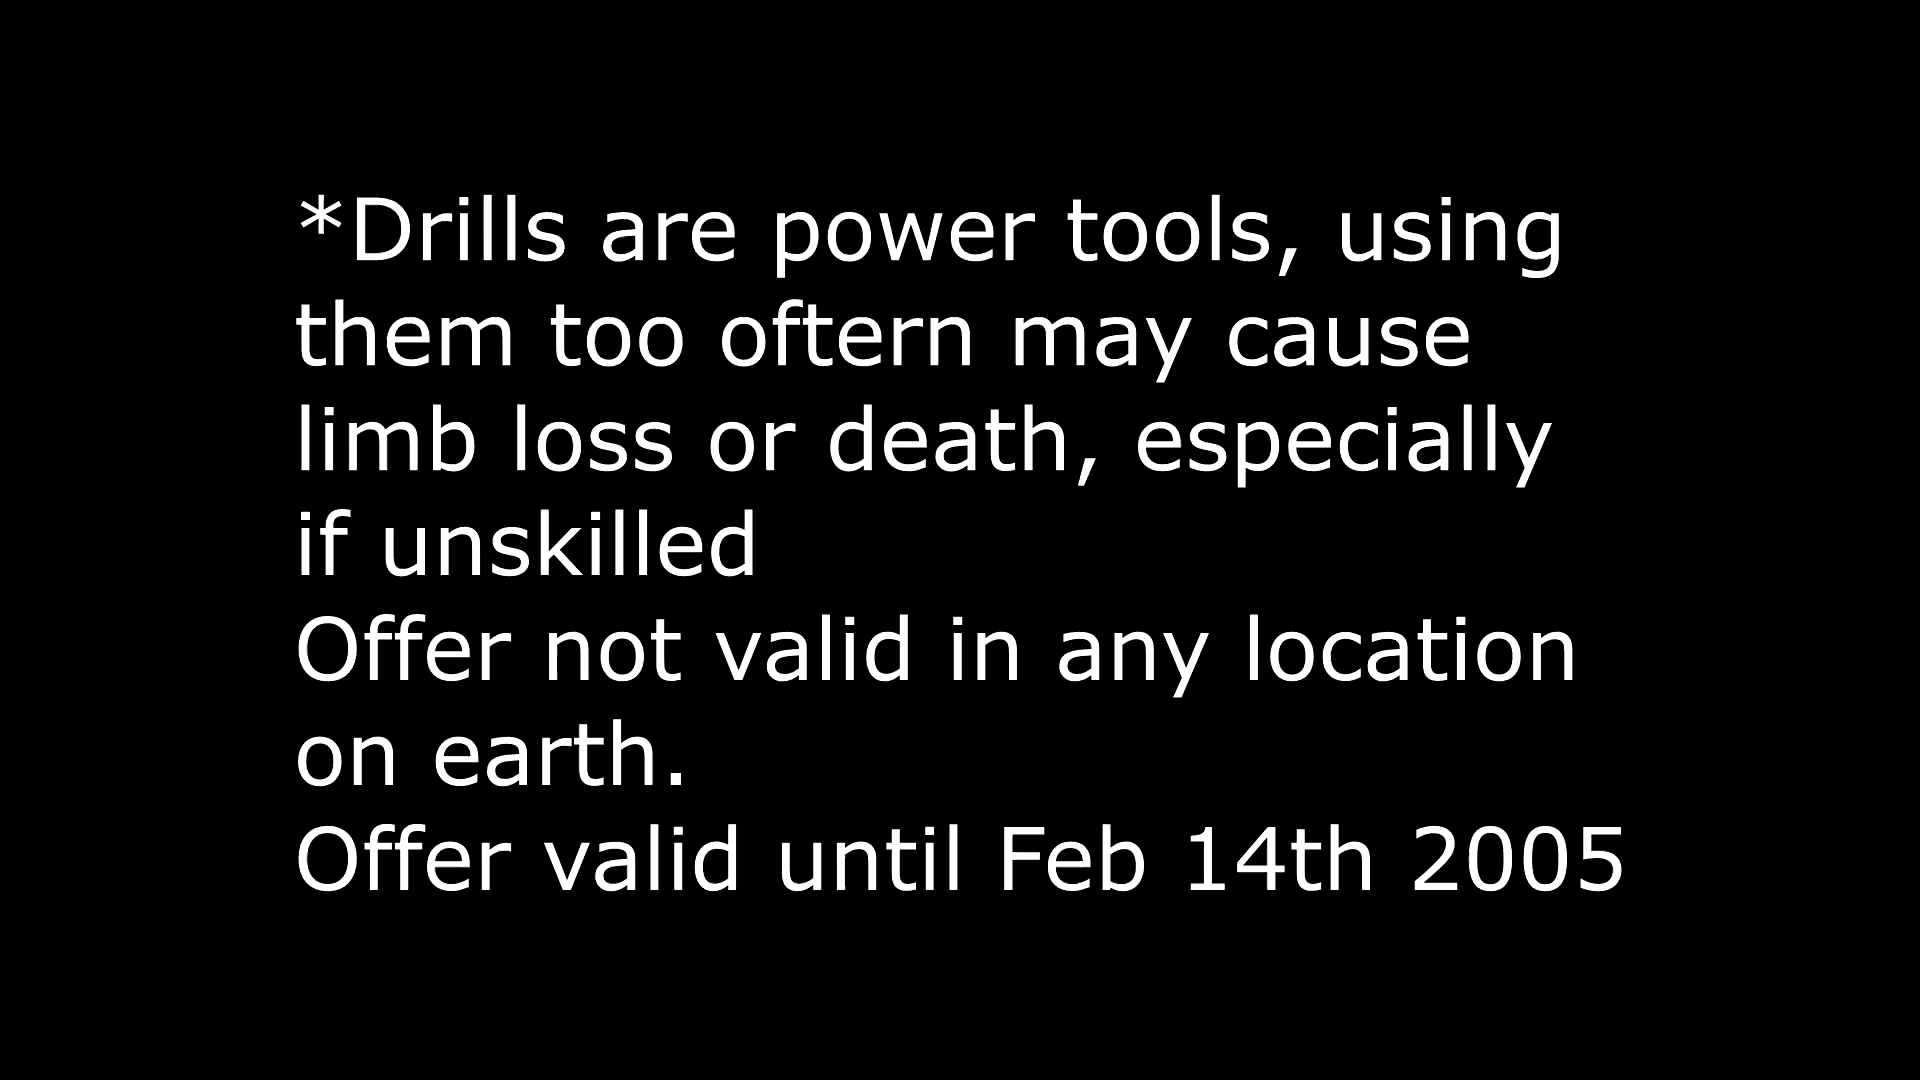 *Drills are power tools, using
them too oftern may cause
limb loss or death, especially
if unskilled
Offer not valid in any location
on earth.
Offer valid until Feb 14th 2005